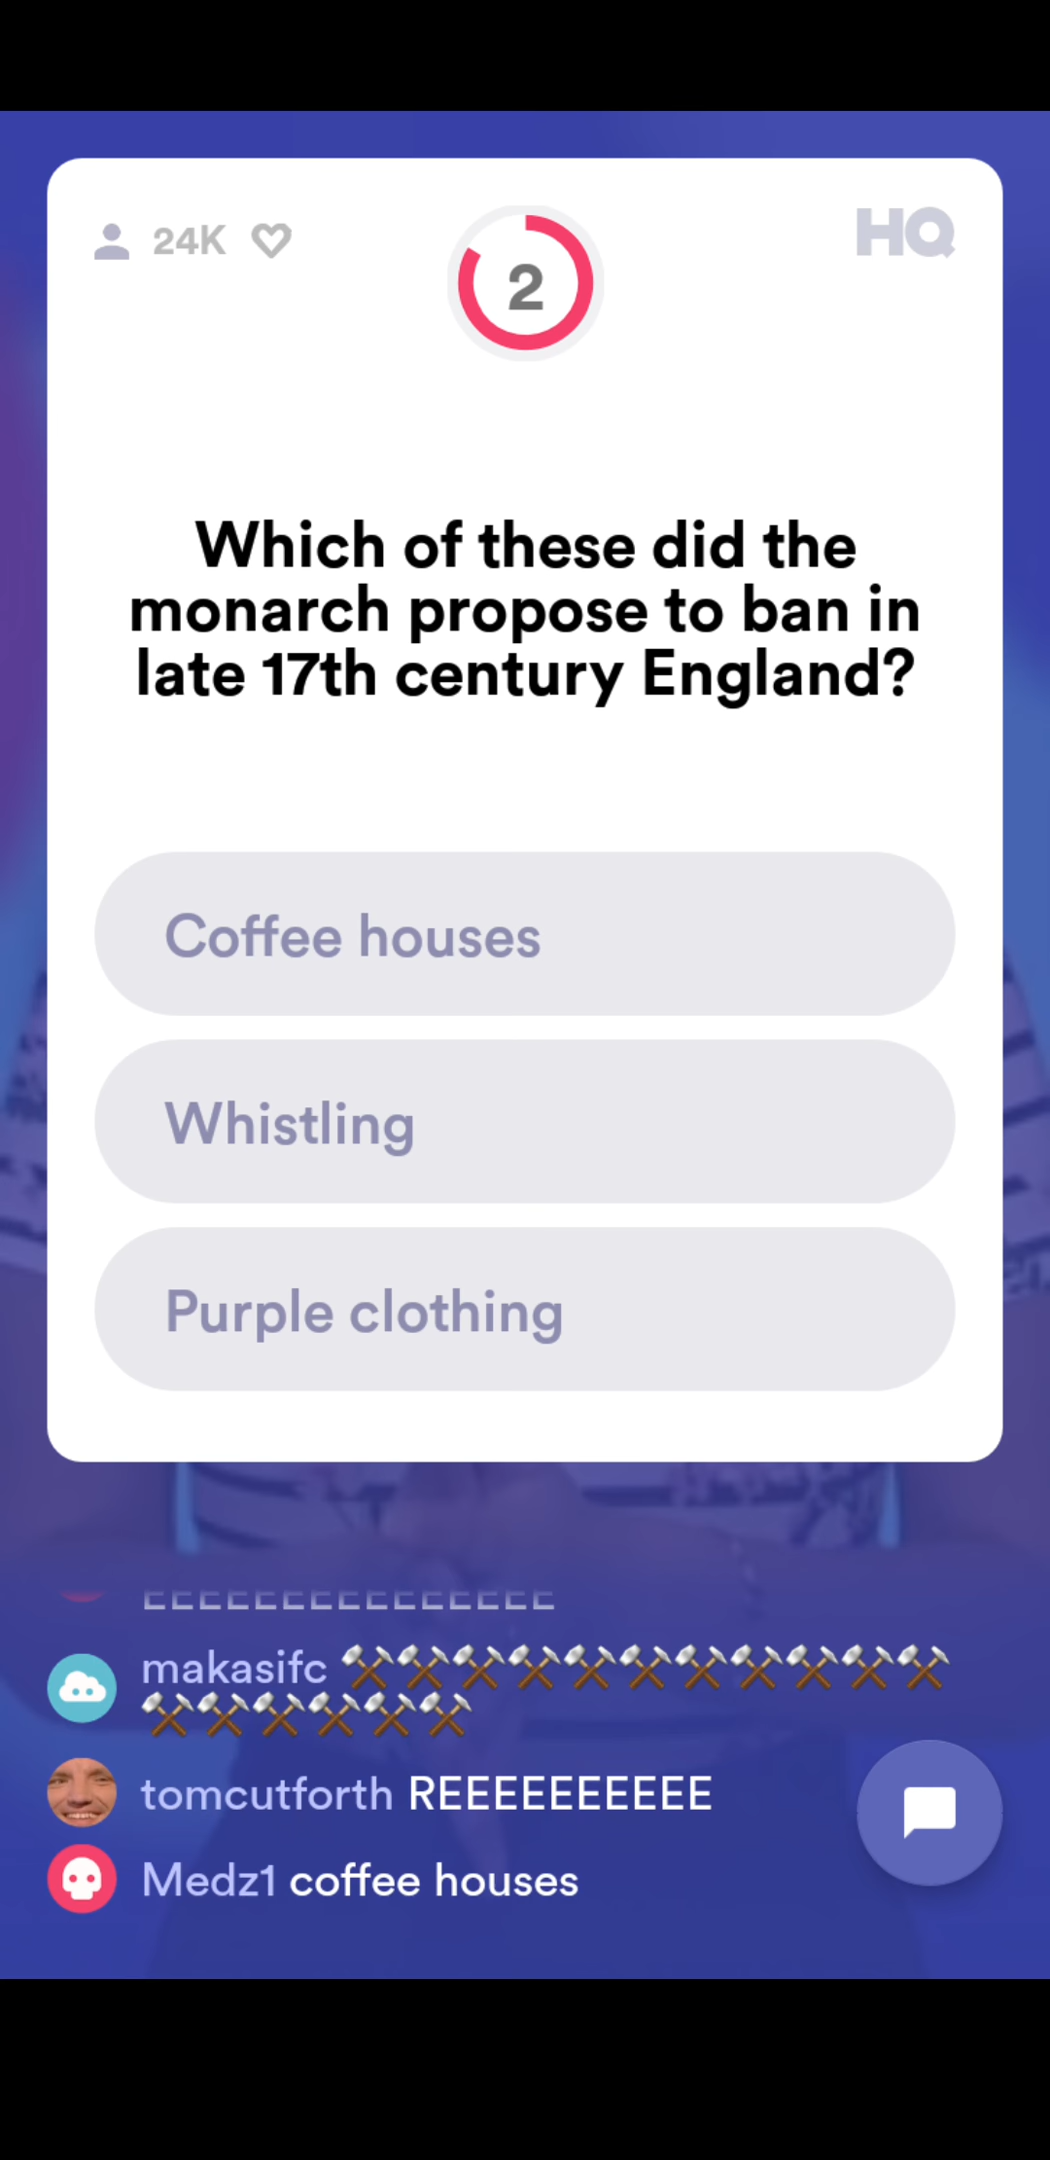 24K
2
HQ
Which of these did the
monarch propose to ban in
late 17th century England?
Coffee houses
Whistling
Purple clothing
EEEEEEEEEEEEEEE
makasifc ⚒⚒⚒⚒⚒⚒⚒⚒⚒⚒⚒
⚒⚒⚒⚒⚒⚒
tomcutforth REEEEEEEEEE
Medz1 coffee houses